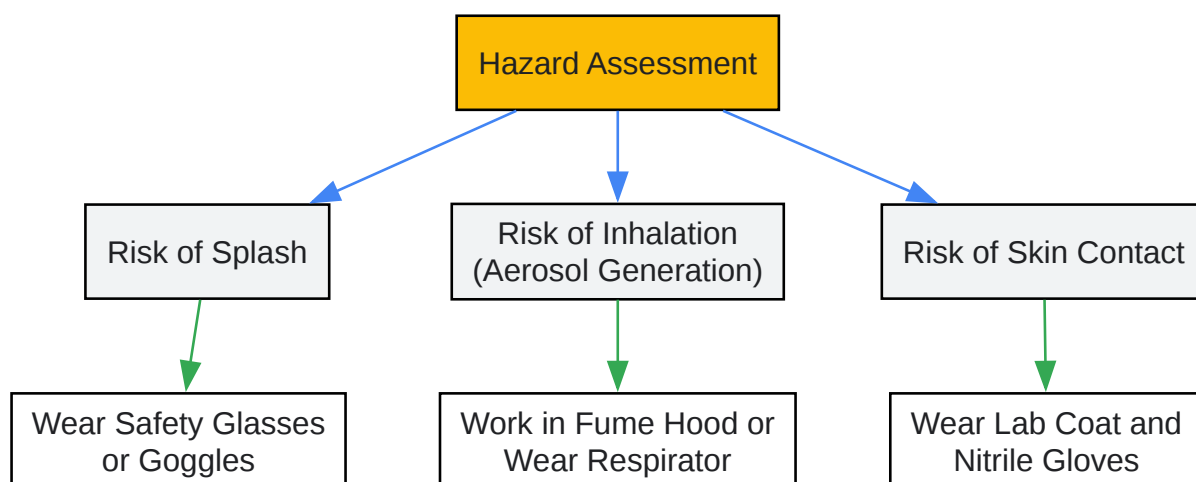 Hazard Assessment
Risk of Splash
Risk of Inhalation
(Aerosol Generation)
Risk of Skin Contact
Wear Safety Glasses
or Goggles
Work in Fume Hood or
Wear Respirator
Wear Lab Coat and
Nitrile Gloves